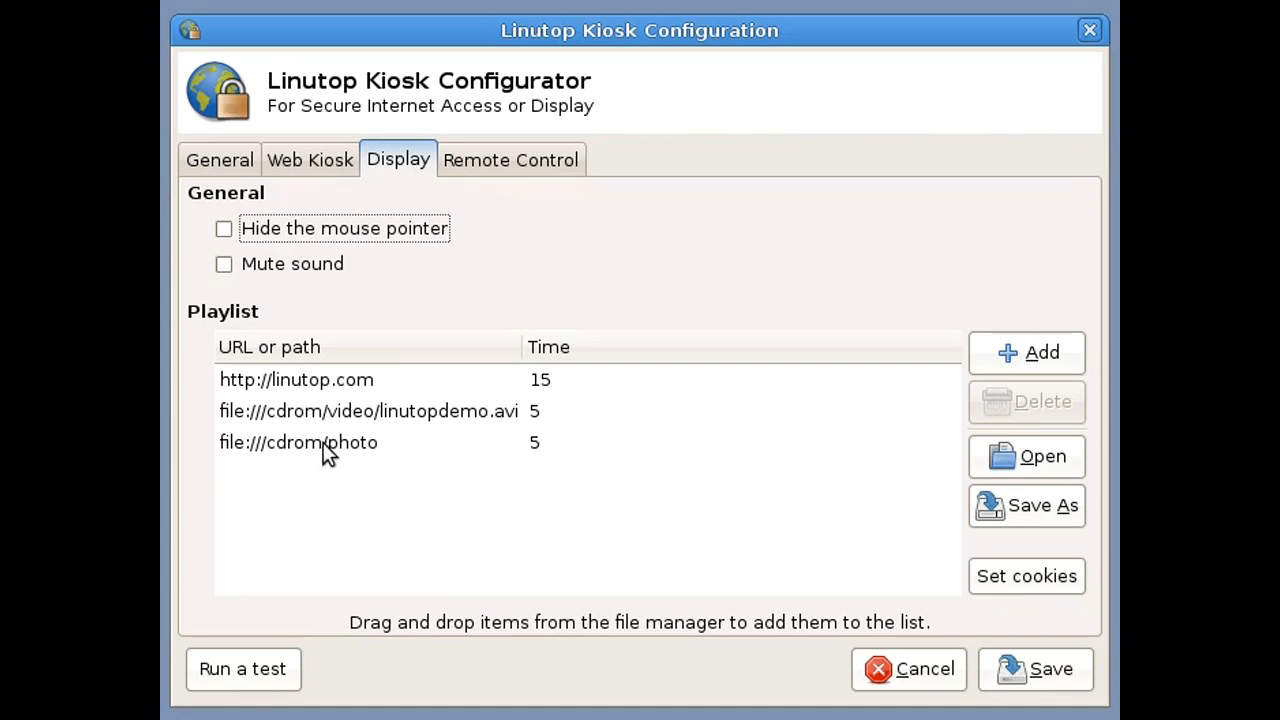 Linutop Kiosk Configuration
Linutop Kiosk Configurator
For Secure Internet Access or Display
General Web Kiosk Display Remote Control
General
Hide the mouse pointer
Mute sound
Playlist
URL or path Time
http://linutop.com 15
file:///cdrom/video/linutopdemo.avi 5
file:///cdrom/photo 5
Add
Delete
Open
Save As
Set cookies
Drag and drop items from the file manager to add them to the list.
Run a test Cancel Save